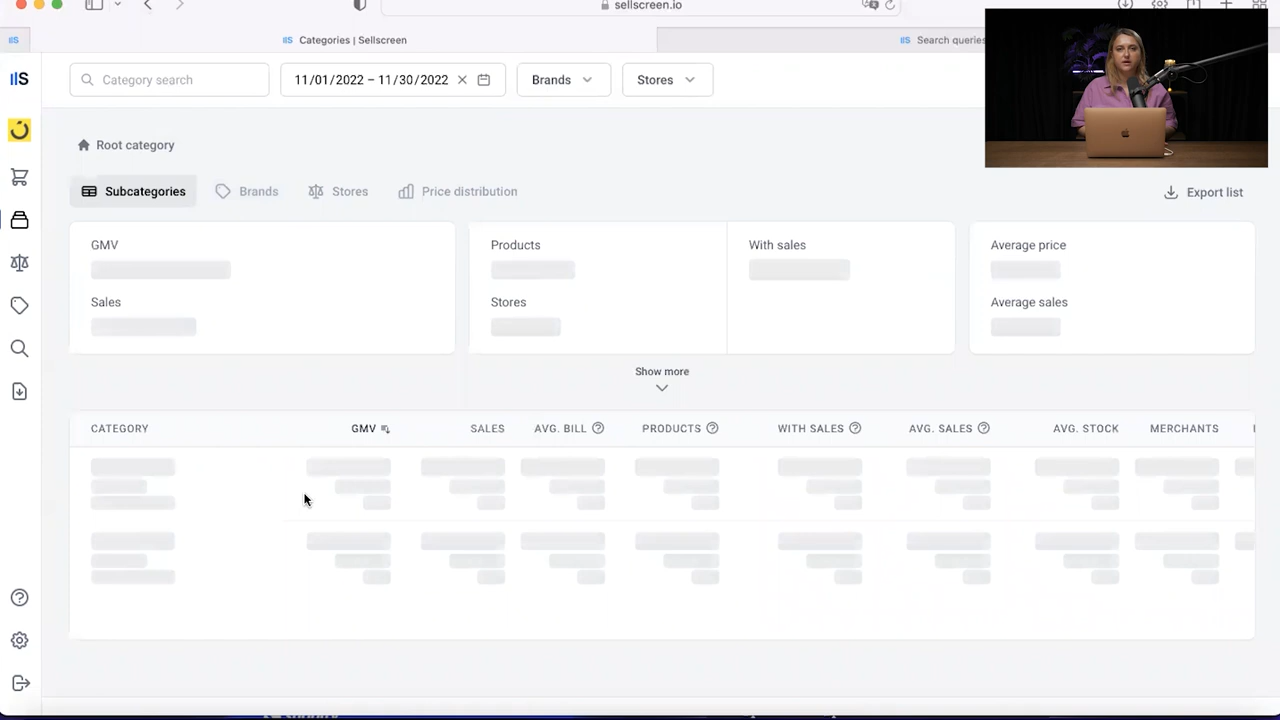 sellscreen.io
Categories | Sellscreen
Search queries
Category search
11/01/2022 – 11/30/2022
Brands
Stores
Root category
Subcategories
Brands
Stores
Price distribution
Export list
GMV
Sales
Products
Stores
With sales
Average price
Average sales
Show more
CATEGORY GMV SALES AVG. BILL PRODUCTS WITH SALES AVG. SALES AVG. STOCK MERCHANTS